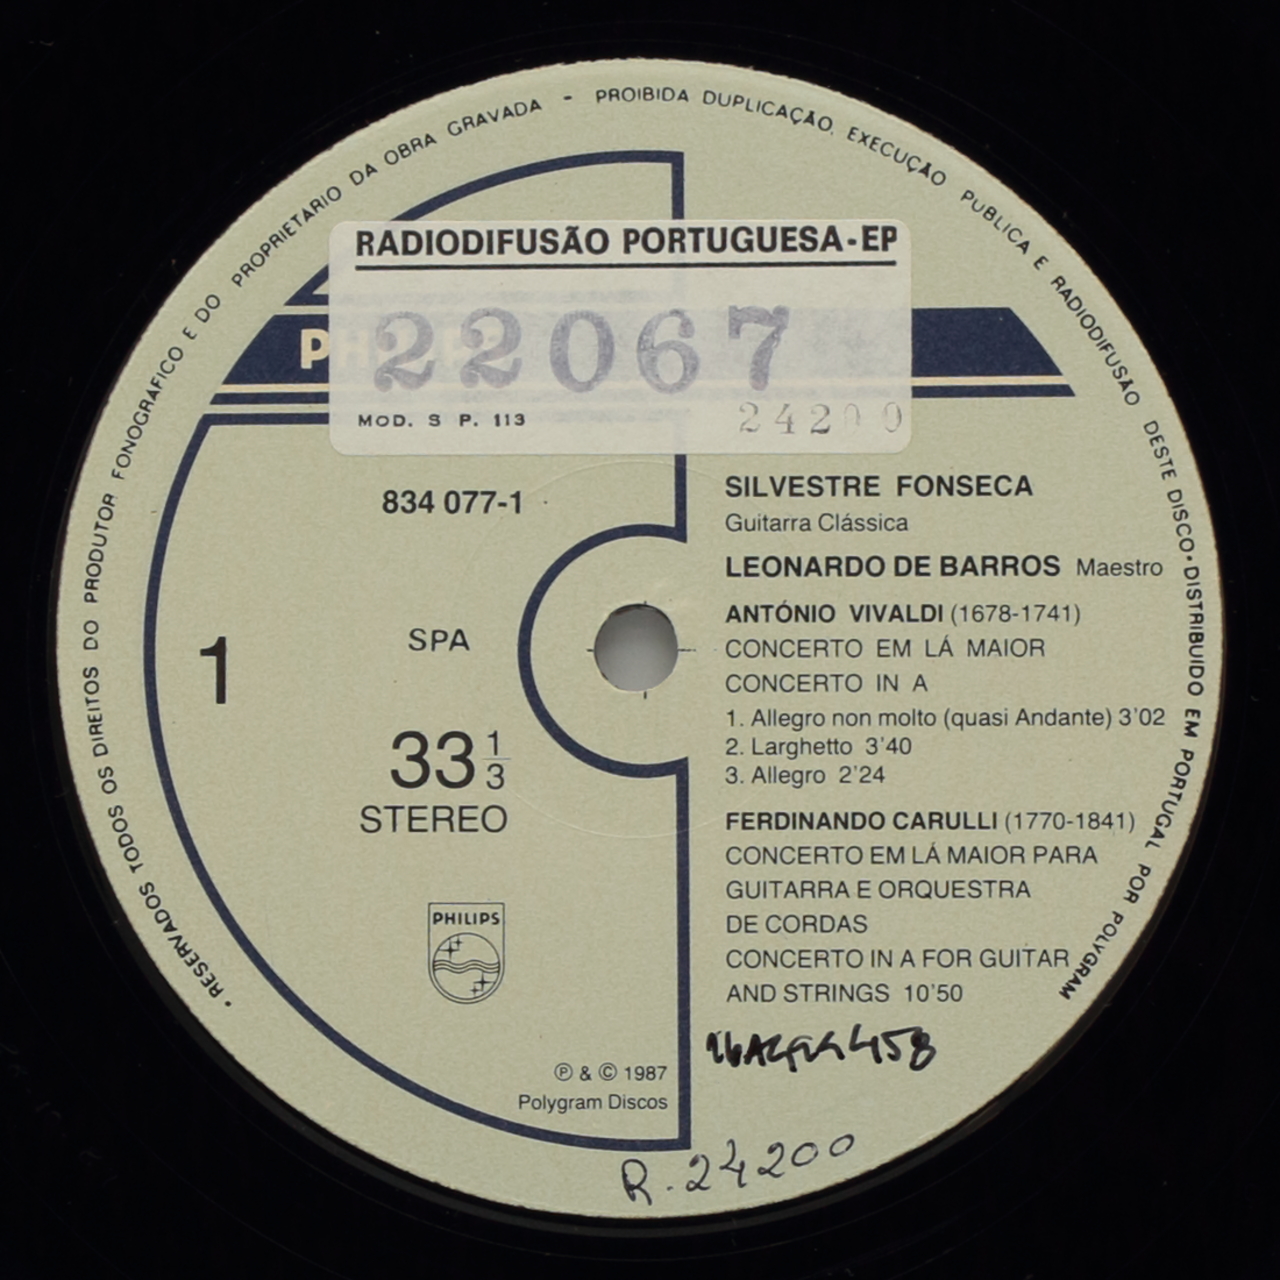 • RESERVADOS TODOS OS DIREITOS DO PRODUTOR FONOGRAFICO E DO PROPRIETARIO DA OBRA GRAVADA - PROIBIDA DUPLICAÇÃO, EXECUÇÃO PUBLICA E RADIODIFUSÃO DESTE DISCO • DISTRIBUIDO EM PORTUGAL POR POLYGRAM
RADIODIFUSÃO PORTUGUESA-EP
22067
MOD. S P. 113
24200
834 077-1
1
SPA
33 1/3
STEREO
PHILIPS
℗ & © 1987
Polygram Discos
SILVESTRE FONSECA
Guitarra Clássica
LEONARDO DE BARROS Maestro
ANTÓNIO VIVALDI (1678-1741)
CONCERTO EM LÁ MAIOR
CONCERTO IN A
1. Allegro non molto (quasi Andante) 3'02
2. Larghetto 3'40
3. Allegro 2'24
FERDINANDO CARULLI (1770-1841)
CONCERTO EM LÁ MAIOR PARA
GUITARRA E ORQUESTRA
DE CORDAS
CONCERTO IN A FOR GUITAR
AND STRINGS 10'50
R. 24200